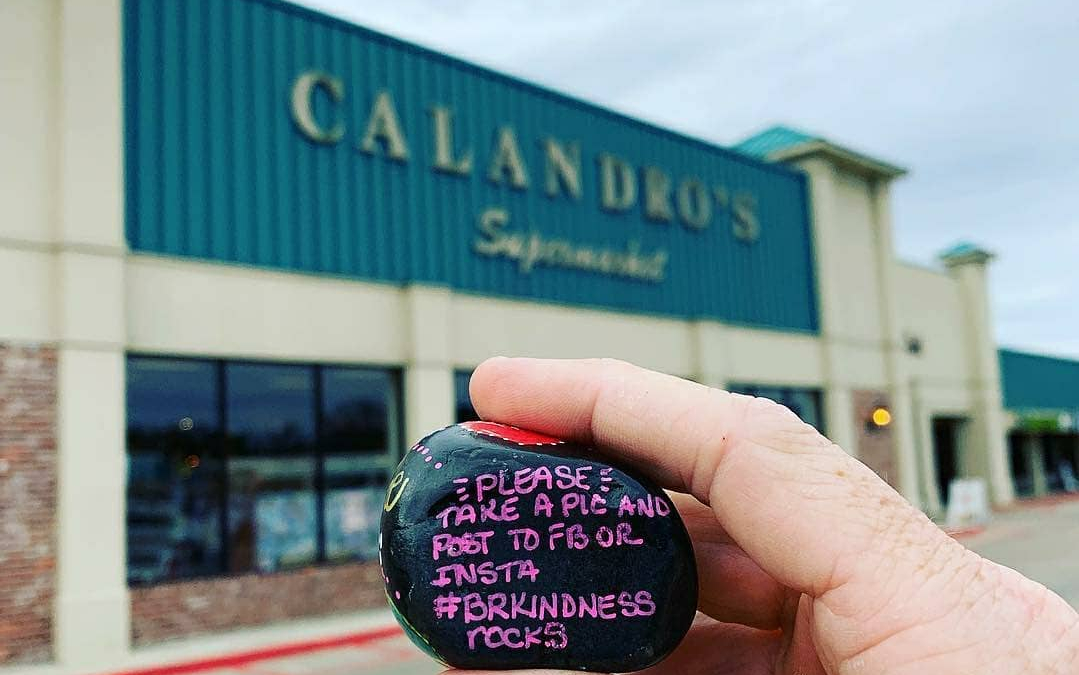 CALANDRO'S
Supermarket
PLEASE
TAKE A PIC AND
POST TO FB OR
INSTA
#BRKINDNESS
rocks